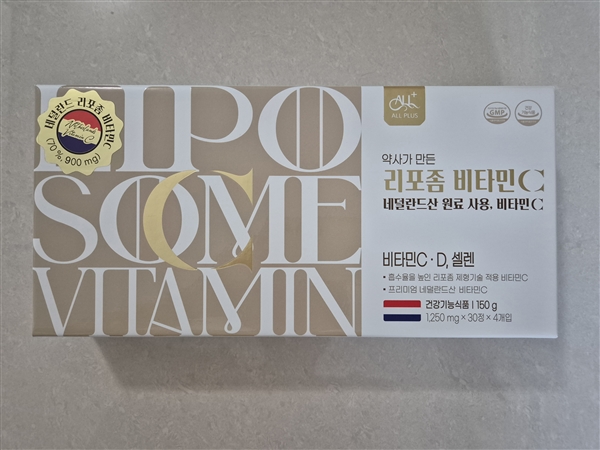 네덜란드 리포좀 비타민C
Netherlands
Vitamin C
(70%, 900 mg)
LIPO
SOME
C
VITAMIN
ALL+
ALL PLUS
GMP
약사가 만든
리포좀 비타민C
네덜란드산 원료 사용, 비타민C
비타민C · D, 셀렌
• 흡수율을 높인 리포좀 제형기술 적용 비타민C
• 프리미엄 네덜란드산 비타민C
건강기능식품 | 150 g
1,250 mg × 30정 × 4개입